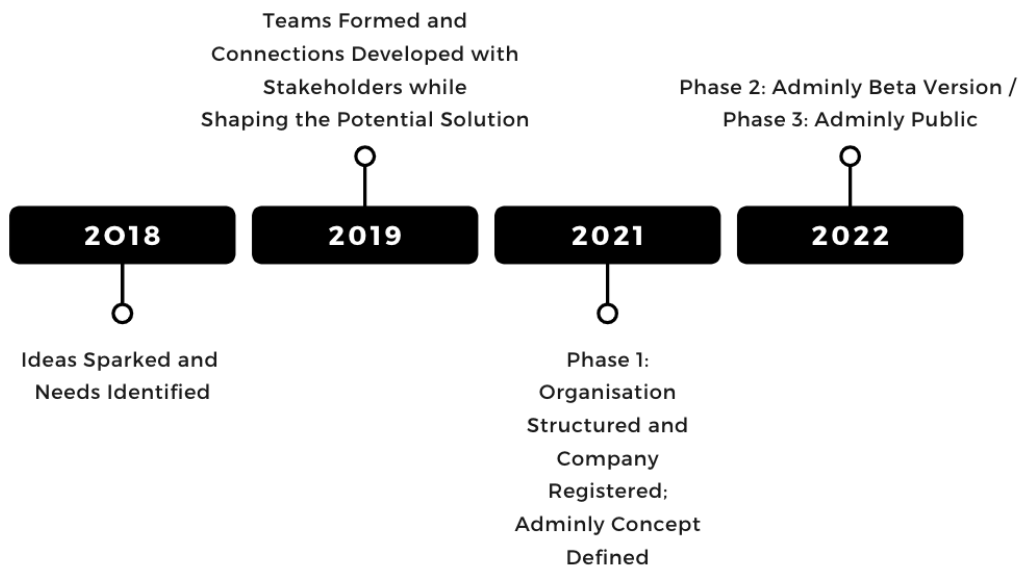 Teams Formed and
Connections Developed with
Stakeholders while
Shaping the Potential Solution
Phase 2: Adminly Beta Version /
Phase 3: Adminly Public
2018
2019
2021
2022
Ideas Sparked and
Needs Identified
Phase 1:
Organisation
Structured and
Company
Registered;
Adminly Concept
Defined